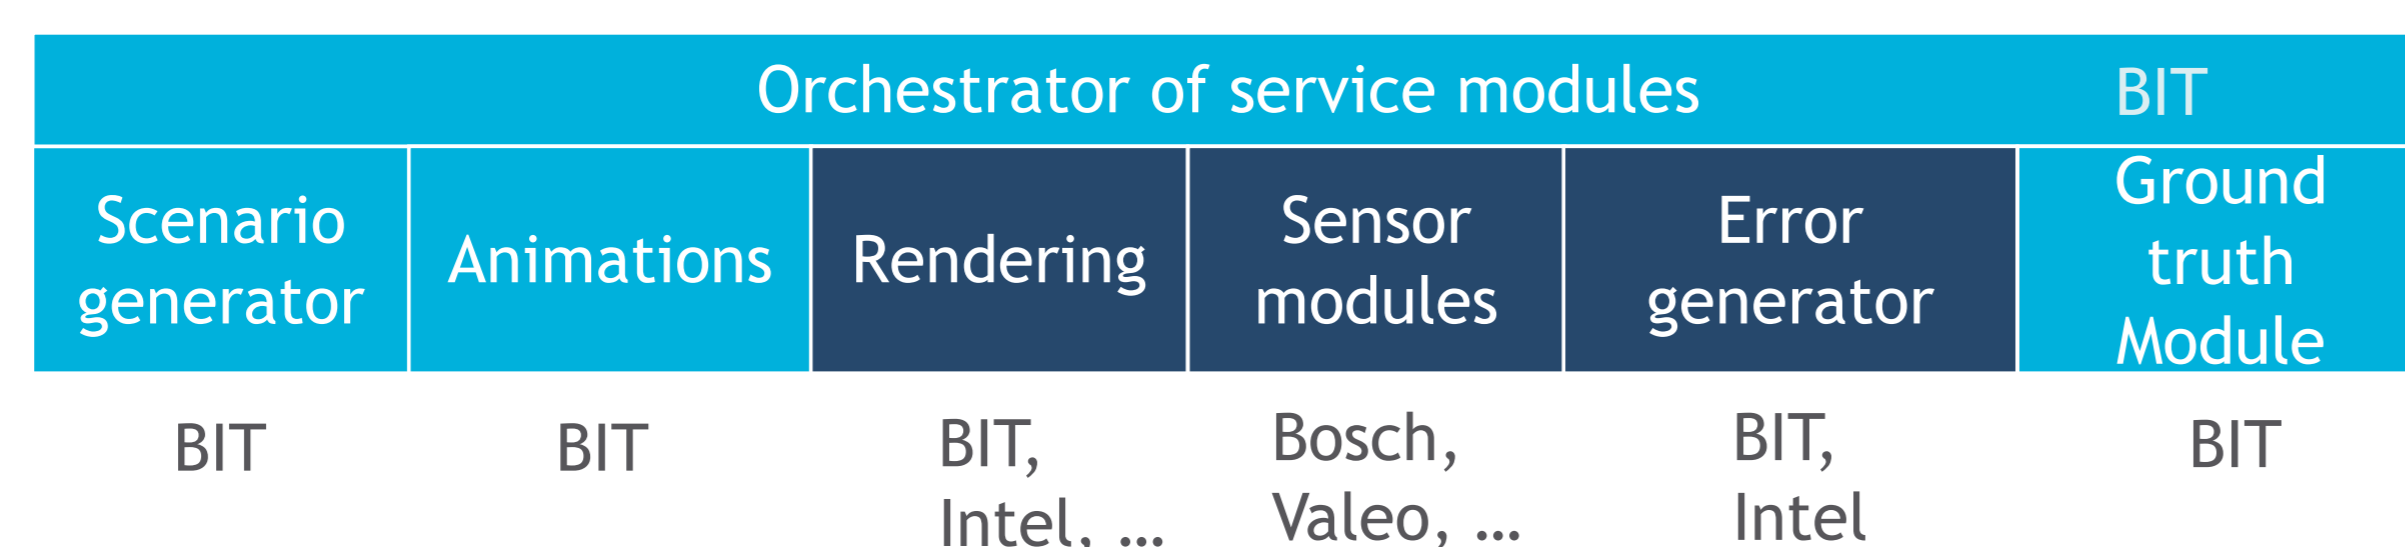 Orchestrator of service modules BIT
Scenario
generator
Animations
Rendering
Sensor
modules
Error
generator
Ground
truth
Module
BIT
BIT
BIT,
Intel, ...
Bosch,
Valeo, ...
BIT,
Intel
BIT